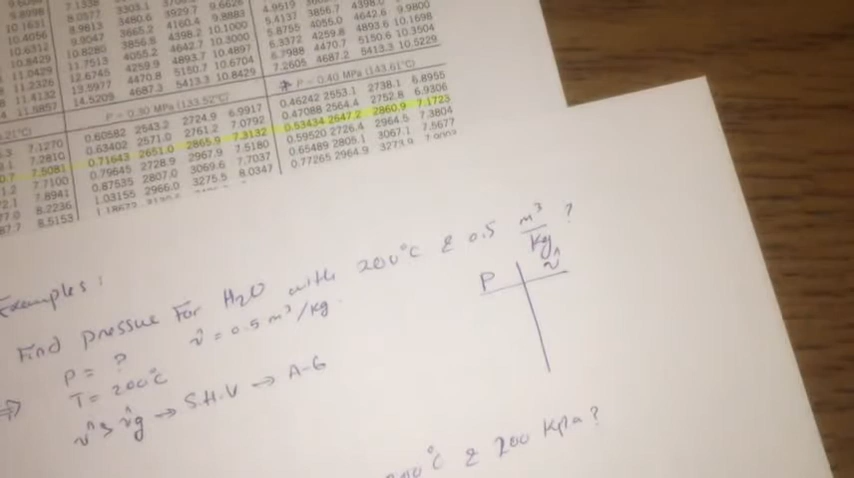 7.1338 8.0577 3303.1
10.1631 8.9813 3480.6 3929.7 9.6626
10.4056 9.9047 3665.2 4160.4 9.8883 5.4137 3856.7 4398.0
10.6312 10.8280 3856.8 4398.2 10.1000 5.8755 4055.0 4642.6 9.9800
10.8429 11.7513 4055.2 4642.7 10.3000 6.3372 4259.8 4893.6 10.1698
11.0429 12.6745 4259.9 4893.7 10.4897 6.7988 4470.7 5150.6 10.3504
11.2326 13.5977 4470.8 5150.7 10.6704 7.2605 4687.2 5413.3 10.5229
11.4132 14.5209 4687.3 5413.3 10.8429
P = 0.30 MPa (133.52°C) * P = 0.40 MPa (143.61°C)
0.60582 2543.2 2724.9 6.9917 0.46242 2553.1 2738.1 6.8955
7.1270 0.63402 2571.0 2761.2 7.0792 0.47088 2564.4 2752.8 6.9306
7.2810 0.71643 2651.0 2865.9 7.3132 0.53434 2647.2 2860.9 7.1723
7.5081 0.79645 2728.9 2967.9 7.5180 0.59520 2726.4 2964.5 7.3804
7.7100 0.87535 2807.0 3069.6 7.7037 0.65489 2805.1 3067.1 7.5677
7.8941 1.03155 2966.0 3275.5 8.0347 0.77265 2964.9 3273.9
8.2236
8.5153
Examples:
Find pressure For H2O with 200°C & 0.5 m³/kg ?
P = ? v̂ = 0.5 m³/kg.
T = 200°C
⇒ v̂ > v̂g → S.H.V → A-6
P v̂
°C & 200 kpa?